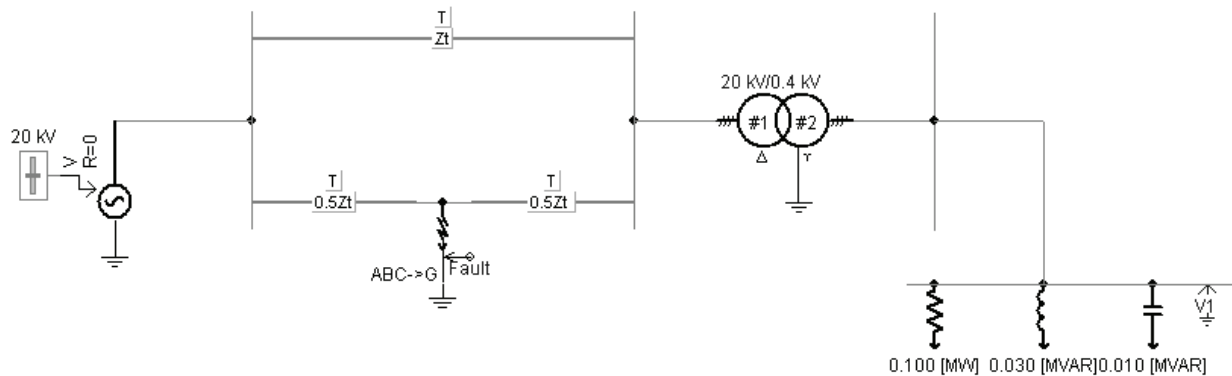 T
Zt
20 kV/0.4 kV
#1 #2
Δ Y
20 kV
V
R=0
T
0.5Zt
T
0.5Zt
ABC->G
Fault
V1
0.100 [MW] 0.030 [MVAR] 0.010 [MVAR]